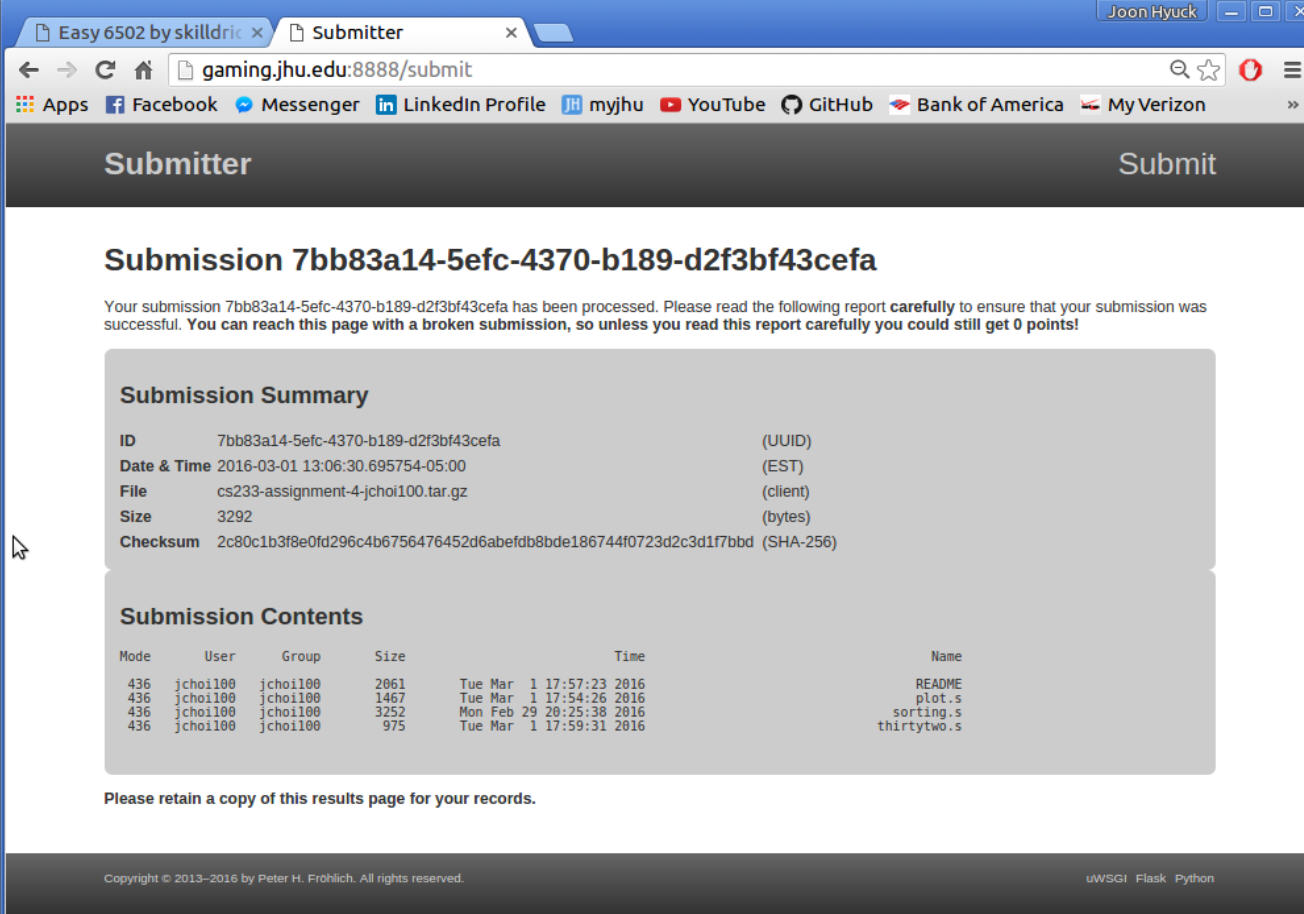 Joon Hyuck
Easy 6502 by skilldric
Submitter
gaming.jhu.edu:8888/submit
Apps Facebook Messenger LinkedIn Profile myjhu YouTube GitHub Bank of America My Verizon »
Submitter Submit
Submission 7bb83a14-5efc-4370-b189-d2f3bf43cefa
Your submission 7bb83a14-5efc-4370-b189-d2f3bf43cefa has been processed. Please read the following report carefully to ensure that your submission was
successful. You can reach this page with a broken submission, so unless you read this report carefully you could still get 0 points!
Submission Summary
ID 7bb83a14-5efc-4370-b189-d2f3bf43cefa (UUID)
Date & Time 2016-03-01 13:06:30.695754-05:00 (EST)
File cs233-assignment-4-jchoi100.tar.gz (client)
Size 3292 (bytes)
Checksum 2c80c1b3f8e0fd296c4b6756476452d6abefdb8bde186744f0723d2c3d1f7bbd (SHA-256)
Submission Contents
Mode User Group Size Time Name
436 jchoi100 jchoi100 2061 Tue Mar 1 17:57:23 2016 README
436 jchoi100 jchoi100 1467 Tue Mar 1 17:54:26 2016 plot.s
436 jchoi100 jchoi100 3252 Mon Feb 29 20:25:38 2016 sorting.s
436 jchoi100 jchoi100 975 Tue Mar 1 17:59:31 2016 thirtytwo.s
Please retain a copy of this results page for your records.
Copyright © 2013–2016 by Peter H. Fröhlich. All rights reserved. uWSGI Flask Python